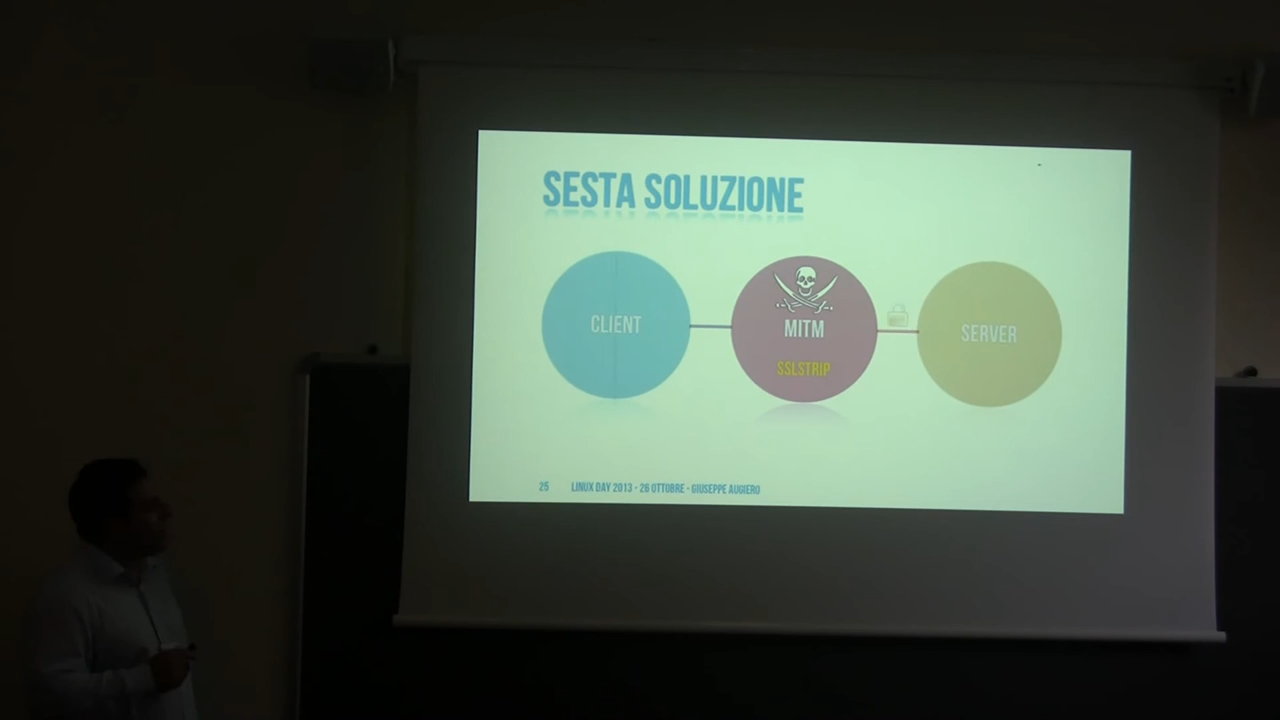 SESTA SOLUZIONE
CLIENT
MITM
SSLSTRIP
SERVER
25 LINUX DAY 2013 - 26 OTTOBRE - GIUSEPPE AUGIERO